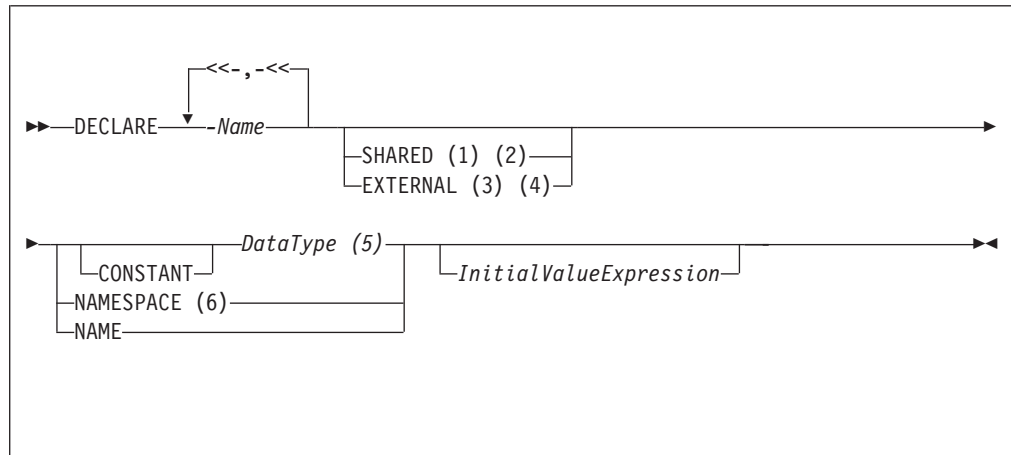 <<-,-<<
DECLARE -Name
SHARED (1) (2)
EXTERNAL (3) (4)
DataType (5)
CONSTANT
InitialValueExpression
NAMESPACE (6)
NAME